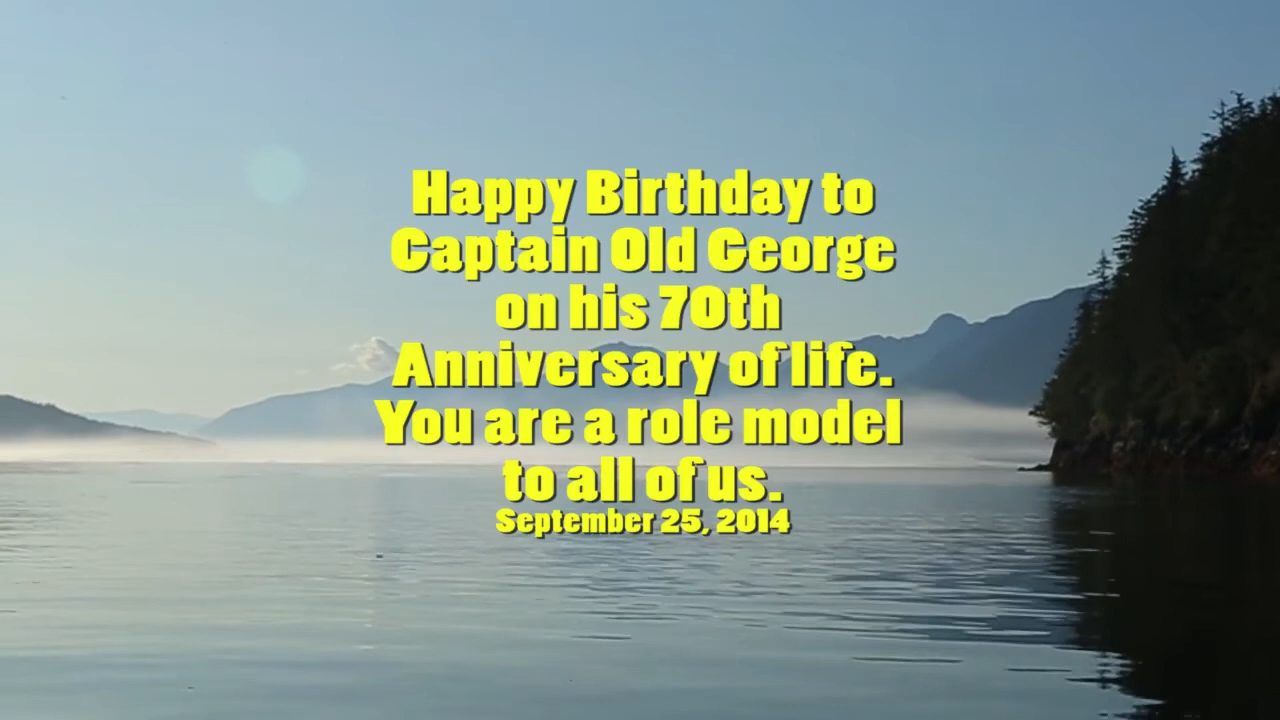 Happy Birthday to
Captain Old George
on his 70th
Anniversary of life.
You are a role model
to all of us.
September 25, 2014